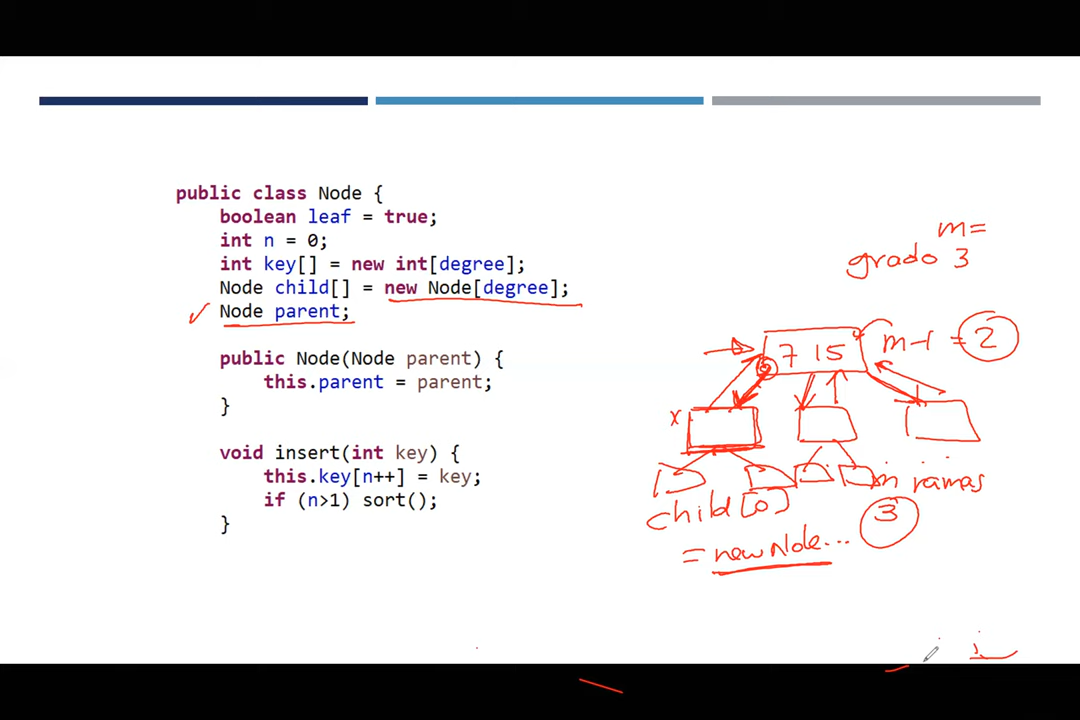 public class Node {
boolean leaf = true;
int n = 0;
int key[] = new int[degree];
Node child[] = new Node[degree];
Node parent;
public Node(Node parent) {
this.parent = parent;
}
void insert(int key) {
this.key[n++] = key;
if (n>1) sort();
}
m=
grado 3
7 15 m-1 = 2
x
m ramas
3
child[0]
= new Node...